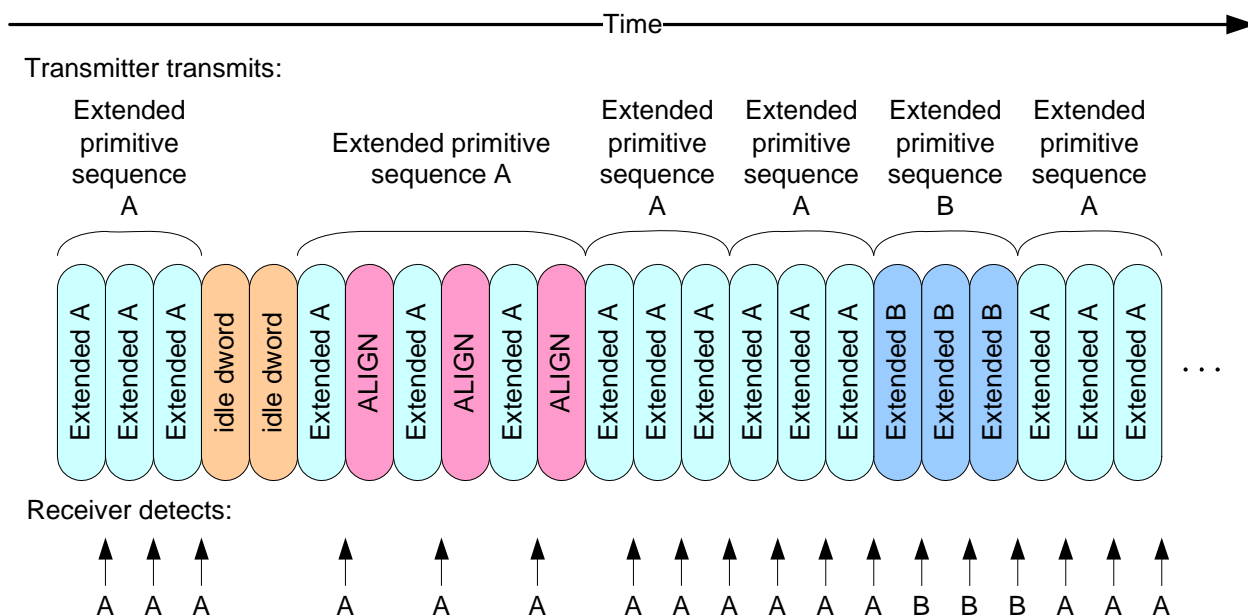 Time
Transmitter transmits:
Extended
primitive
sequence
A
Extended primitive
sequence A
Extended
primitive
sequence
A
Extended
primitive
sequence
A
Extended
primitive
sequence
B
Extended
primitive
sequence
A
Extended A
Extended A
Extended A
idle dword
idle dword
Extended A
ALIGN
Extended A
ALIGN
Extended A
ALIGN
Extended A
Extended A
Extended A
Extended A
Extended A
Extended A
Extended B
Extended B
Extended B
Extended A
Extended A
Extended A
. . .
Receiver detects:
A A A A A A A A A A A A B B B A A A